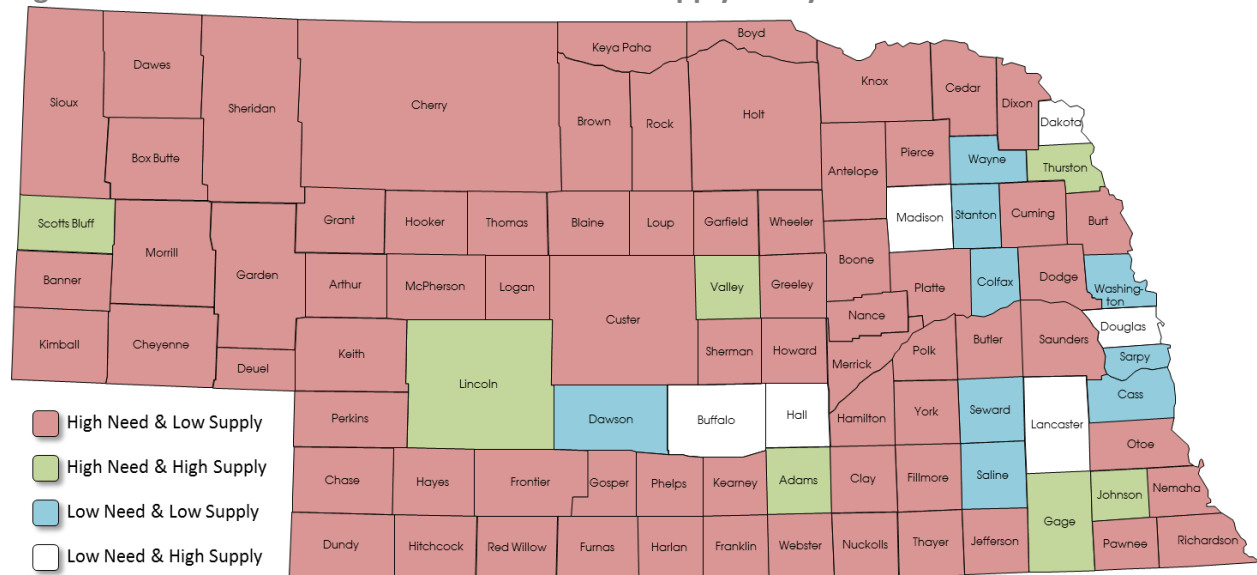 Keya Paha
Boyd
Dawes
Knox
Cedar
Sioux
Sheridan
Cherry
Dixon
Brown
Rock
Holt
Dakota
Box Butte
Antelope
Pierce
Wayne
Thurston
Scotts Bluff
Grant
Hooker
Thomas
Blaine
Loup
Garfield
Wheeler
Madison
Stanton
Cuming
Burt
Morrill
Garden
Boone
Banner
Arthur
McPherson
Logan
Valley
Greeley
Platte
Colfax
Dodge
Washing-
ton
Custer
Nance
Douglas
Kimball
Cheyenne
Keith
Sherman
Howard
Merrick
Polk
Butler
Saunders
Sarpy
Deuel
Lincoln
Perkins
Dawson
Buffalo
Hall
Hamilton
York
Seward
Lancaster
Cass
Otoe
Chase
Hayes
Frontier
Gosper
Phelps
Kearney
Adams
Clay
Fillmore
Saline
Johnson
Nemaha
Gage
Dundy
Hitchcock
Red Willow
Furnas
Harlan
Franklin
Webster
Nuckolls
Thayer
Jefferson
Pawnee
Richardson
High Need & Low Supply
High Need & High Supply
Low Need & Low Supply
Low Need & High Supply